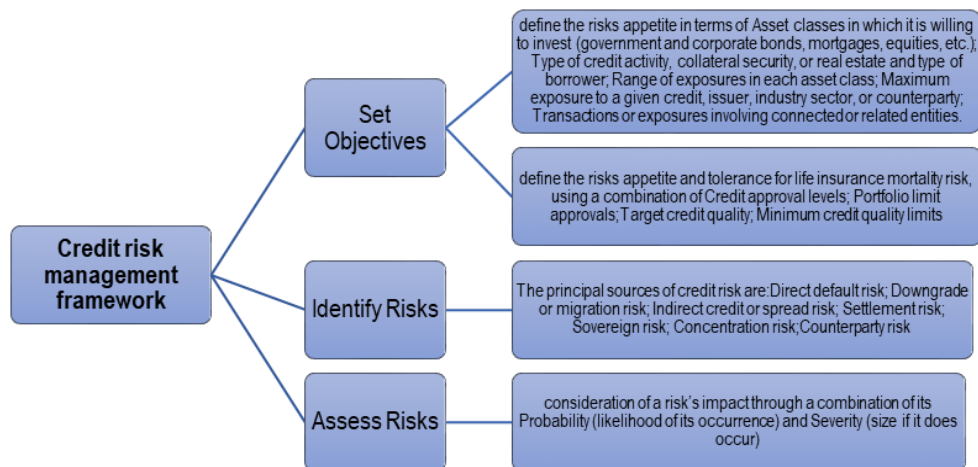 Credit risk
management
framework
Set
Objectives
define the risks appetite in terms of Asset classes in which it is willing
to invest (government and corporate bonds, mortgages, equities, etc.);
Type of credit activity, collateral security, or real estate and type of
borrower; Range of exposures in each asset class; Maximum
exposure to a given credit, issuer, industry sector, or counterparty;
Transactions or exposures involving connected or related entities.
define the risks appetite and tolerance for life insurance mortality risk,
using a combination of Credit approval levels; Portfolio limit
approvals; Target credit quality; Minimum credit quality limits
Identify Risks
The principal sources of credit risk are:Direct default risk; Downgrade
or migration risk; Indirect credit or spread risk; Settlement risk;
Sovereign risk; Concentration risk;Counterparty risk
Assess Risks
consideration of a risk's impact through a combination of its
Probability (likelihood of its occurrence) and Severity (size if it does
occur)